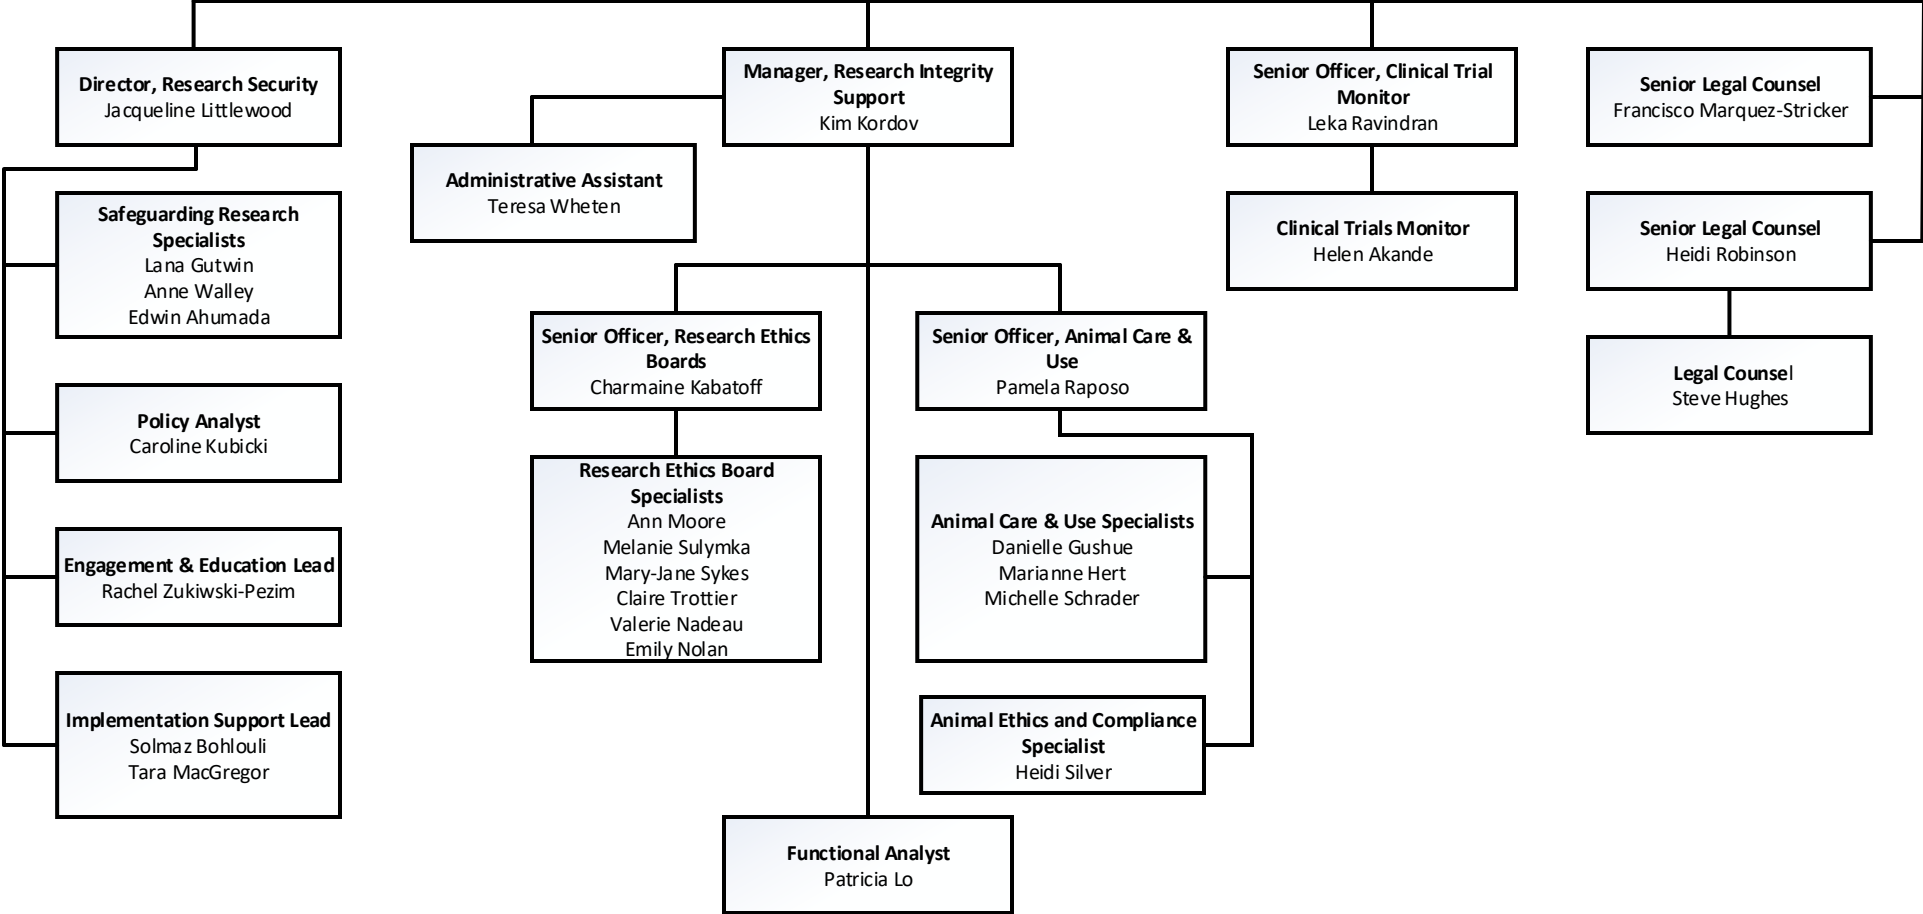 Director, Research Security
Jacqueline Littlewood
Manager, Research Integrity
Support
Kim Kordov
Senior Officer, Clinical Trial
Monitor
Leka Ravindran
Senior Legal Counsel
Francisco Marquez-Stricker
Administrative Assistant
Teresa Wheten
Safeguarding Research
Specialists
Lana Gutwin
Anne Walley
Edwin Ahumada
Clinical Trials Monitor
Helen Akande
Senior Legal Counsel
Heidi Robinson
Senior Officer, Research Ethics
Boards
Charmaine Kabatoff
Senior Officer, Animal Care &
Use
Pamela Raposo
Legal Counsel
Steve Hughes
Policy Analyst
Caroline Kubicki
Research Ethics Board
Specialists
Ann Moore
Melanie Sulymka
Mary-Jane Sykes
Claire Trottier
Valerie Nadeau
Emily Nolan
Animal Care & Use Specialists
Danielle Gushue
Marianne Hert
Michelle Schrader
Engagement & Education Lead
Rachel Zukiwski-Pezim
Implementation Support Lead
Solmaz Bohlouli
Tara MacGregor
Animal Ethics and Compliance
Specialist
Heidi Silver
Functional Analyst
Patricia Lo